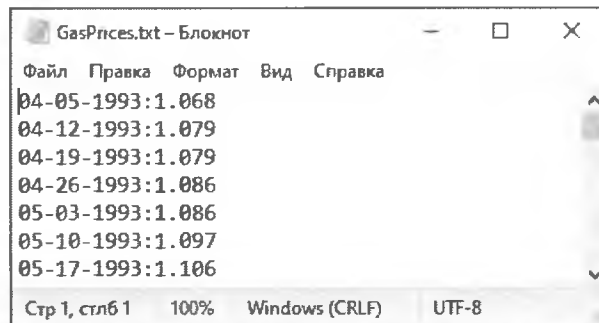 GasPrices.txt – Блокнот
Файл Правка Формат Вид Справка
04-05-1993:1.068
04-12-1993:1.079
04-19-1993:1.079
04-26-1993:1.086
05-03-1993:1.086
05-10-1993:1.097
05-17-1993:1.106
Стр 1, стлб 1 100% Windows (CRLF) UTF-8